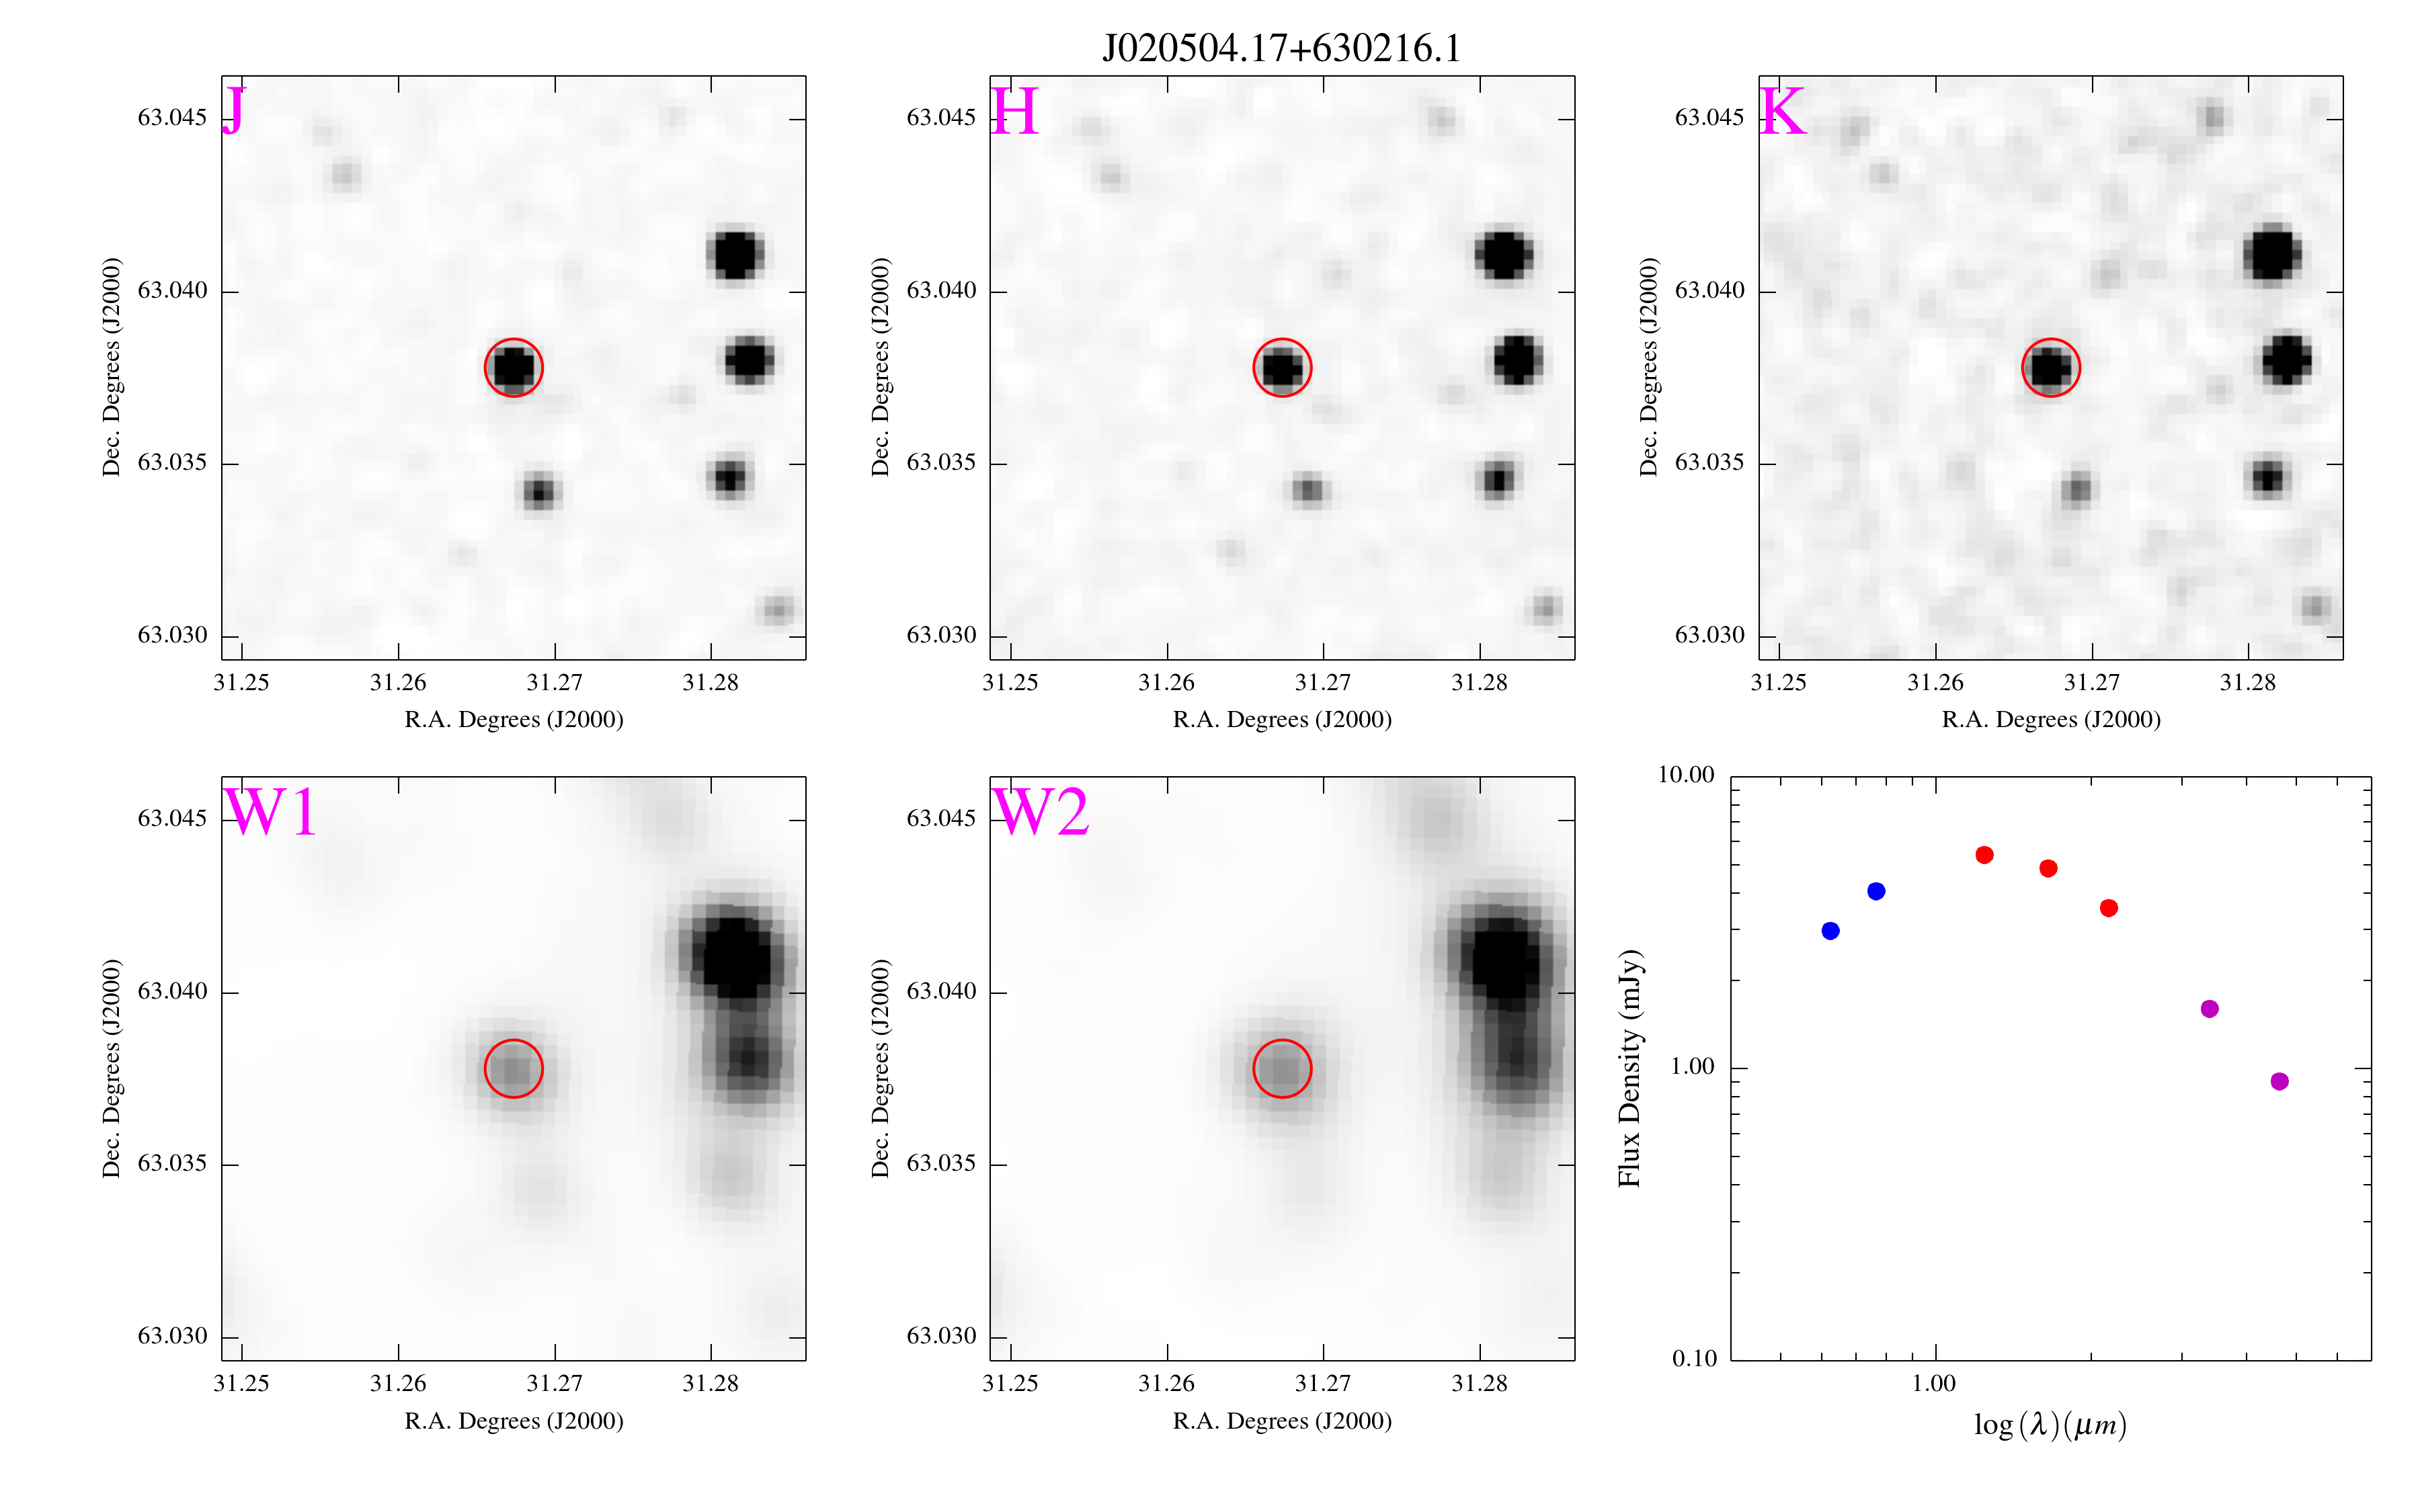 J020504.17+630216.1
J
63.045
63.040
63.035
63.030
Dec. Degrees (J2000)
31.25 31.26 31.27 31.28
R.A. Degrees (J2000)
H
63.045
63.040
63.035
63.030
Dec. Degrees (J2000)
31.25 31.26 31.27 31.28
R.A. Degrees (J2000)
K
63.045
63.040
63.035
63.030
Dec. Degrees (J2000)
31.25 31.26 31.27 31.28
R.A. Degrees (J2000)
W1
63.045
63.040
63.035
63.030
Dec. Degrees (J2000)
31.25 31.26 31.27 31.28
R.A. Degrees (J2000)
W2
63.045
63.040
63.035
63.030
Dec. Degrees (J2000)
31.25 31.26 31.27 31.28
R.A. Degrees (J2000)
10.00
1.00
0.10
Flux Density (mJy)
1.00
log (λ)(μm)